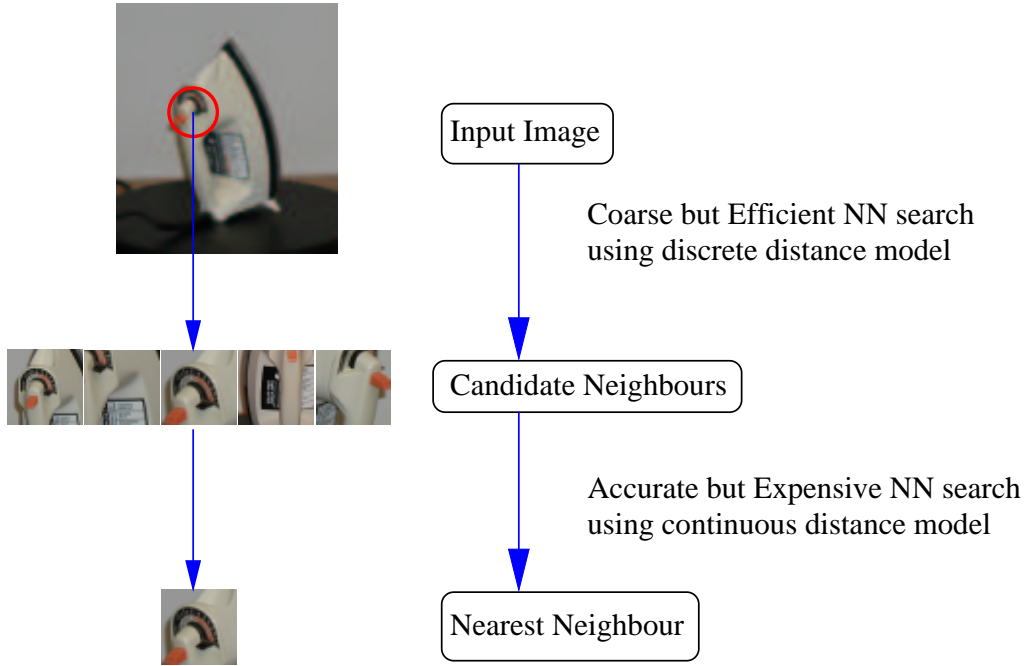 Input Image
Coarse but Efficient NN search
using discrete distance model
Candidate Neighbours
Accurate but Expensive NN search
using continuous distance model
Nearest Neighbour